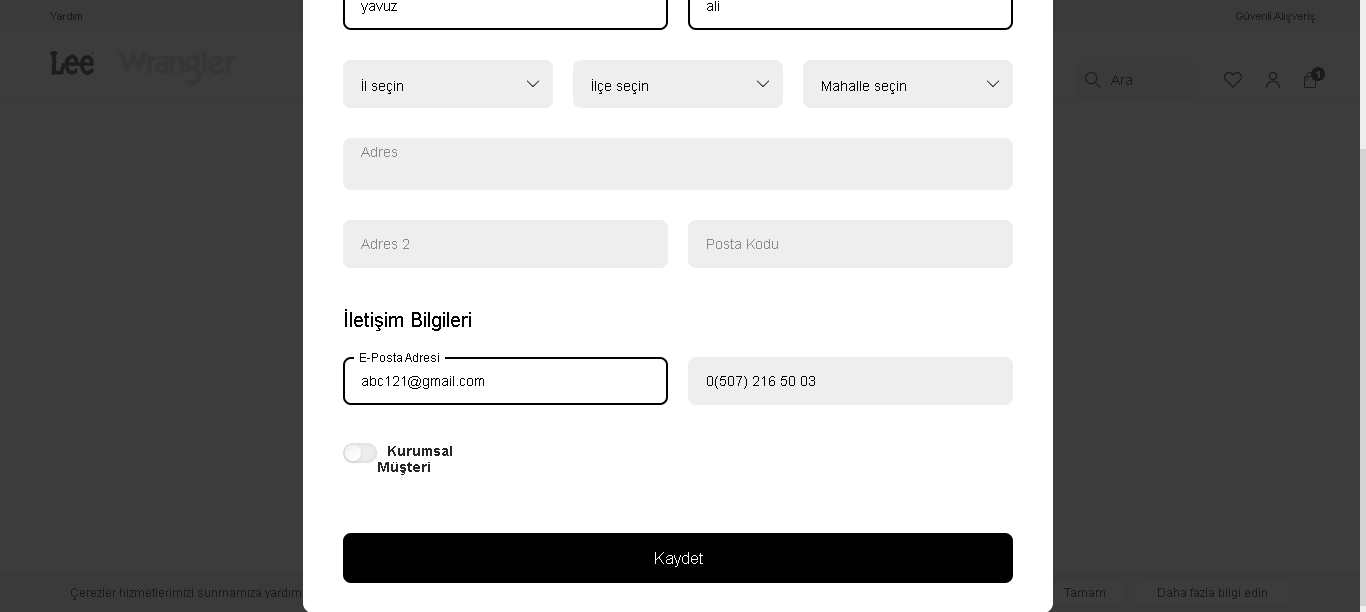 Yardım
Güvenli Alışveriş
Lee
Wrangler
Ara
1
yavuz
ali
İl seçin
İlçe seçin
Mahalle seçin
Adres
Adres 2
Posta Kodu
İletişim Bilgileri
E-Posta Adresi
abc121@gmail.com
0(507) 216 50 03
Kurumsal
Müşteri
Kaydet
Çerezler hizmetlerimizi sunmamıza yardım
Tamam
Daha fazla bilgi edin